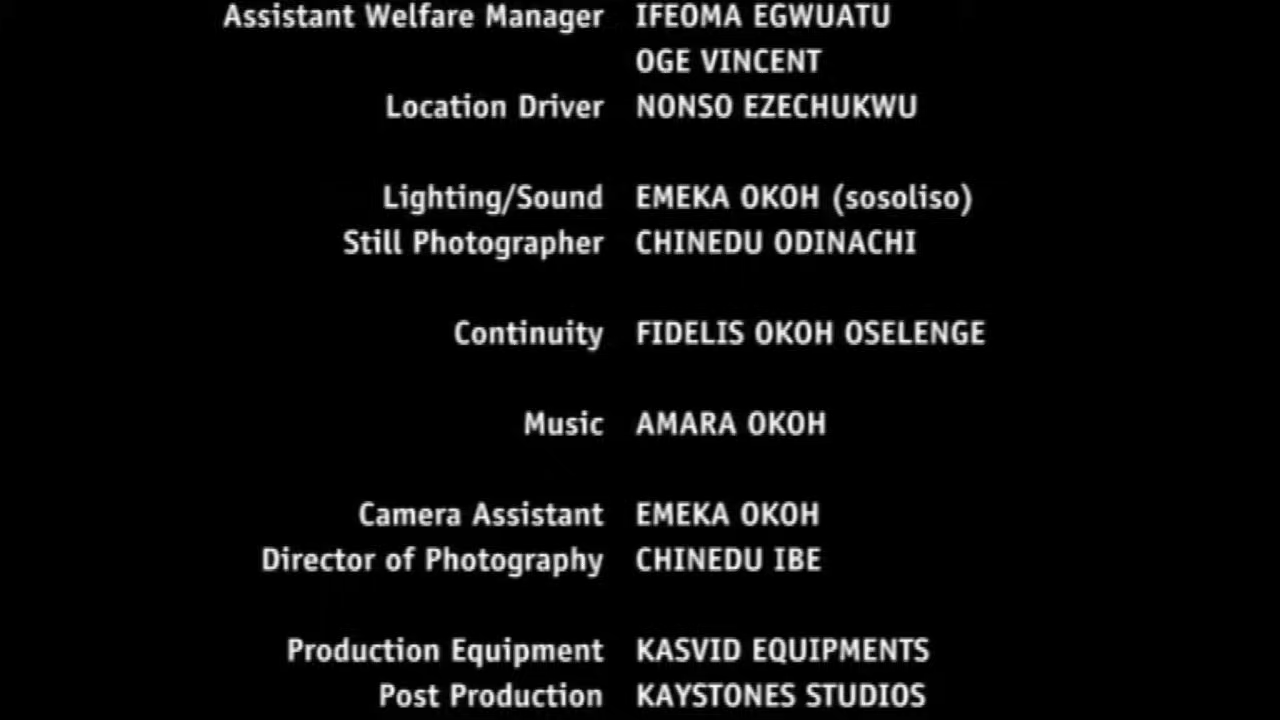 Assistant Welfare Manager IFEOMA EGWUATU
OGE VINCENT
Location Driver NONSO EZECHUKWU
Lighting/Sound EMEKA OKOH (sosoliso)
Still Photographer CHINEDU ODINACHI
Continuity FIDELIS OKOH OSELENGE
Music AMARA OKOH
Camera Assistant EMEKA OKOH
Director of Photography CHINEDU IBE
Production Equipment KASVID EQUIPMENTS
Post Production KAYSTONES STUDIOS